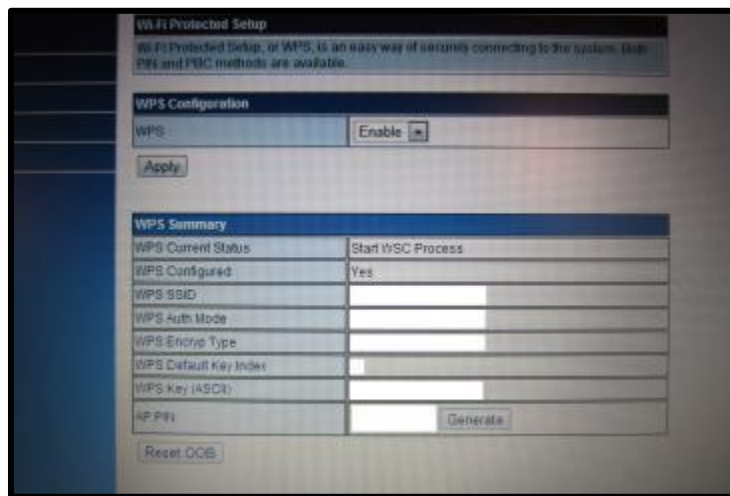 Wi-Fi Protected Setup
Wi-Fi Protected Setup, or WPS, is an easy way of securely connecting to the system. Both
PIN and PBC methods are available.
WPS Configuration
WPS Enable
Apply
WPS Summary
WPS Current Status Start WSC Process
WPS Configured Yes
WPS SSID
WPS Auth Mode
WPS Encryp Type
WPS Default Key Index
WPS Key (ASCII)
AP PIN Generate
Reset OOB